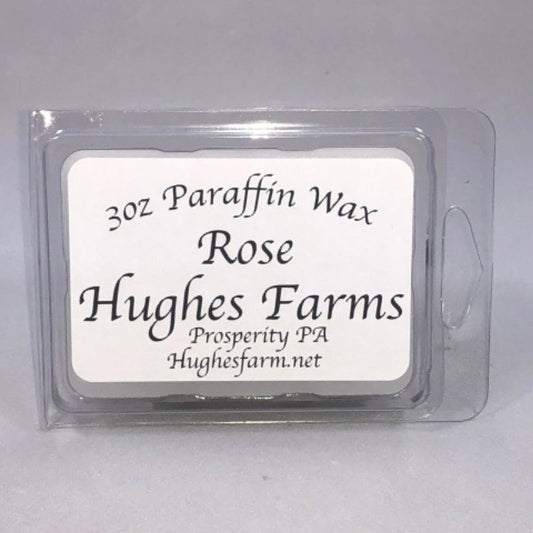 3oz Paraffin Wax
Rose
Hughes Farms
Prosperity PA
Hughesfarm.net